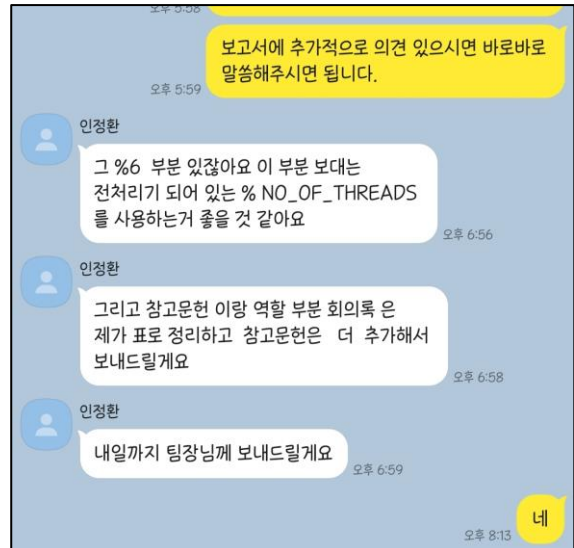 오후 5:58
보고서에 추가적으로 의견 있으시면 바로바로
말씀해주시면 됩니다.
오후 5:59
인정환
그 %6 부분 있잖아요 이 부분 보대는
전처리기 되어 있는 % NO_OF_THREADS
를 사용하는거 좋을 것 같아요
오후 6:56
인정환
그리고 참고문헌 이랑 역할 부분 회의록 은
제가 표로 정리하고 참고문헌은 더 추가해서
보내드릴게요
오후 6:58
인정환
내일까지 팀장님께 보내드릴게요
오후 6:59
네
오후 8:13